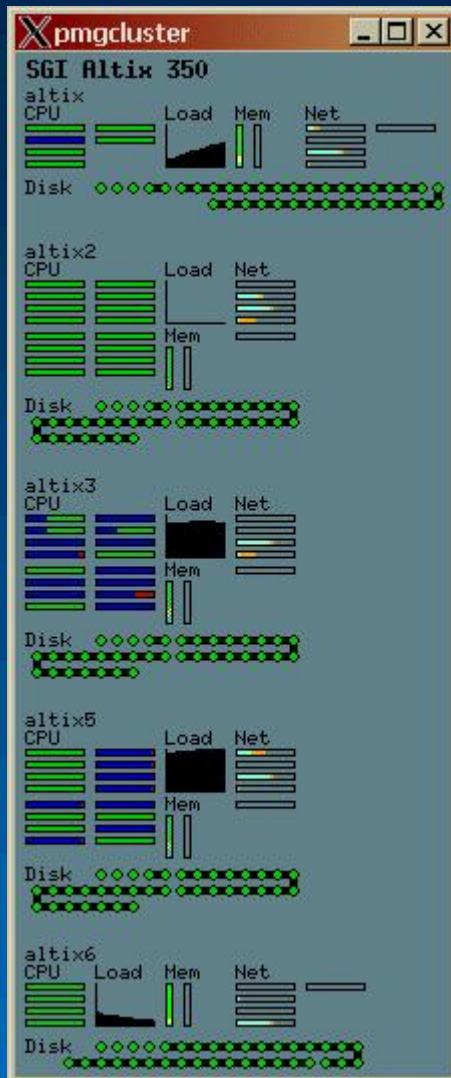 pmgcluster
SGI Altix 350
altix
CPU Load Mem Net
Disk
altix2
CPU Load Net
Mem
Disk
altix3
CPU Load Net
Mem
Disk
altix5
CPU Load Net
Mem
Disk
altix6
CPU Load Mem Net
Disk